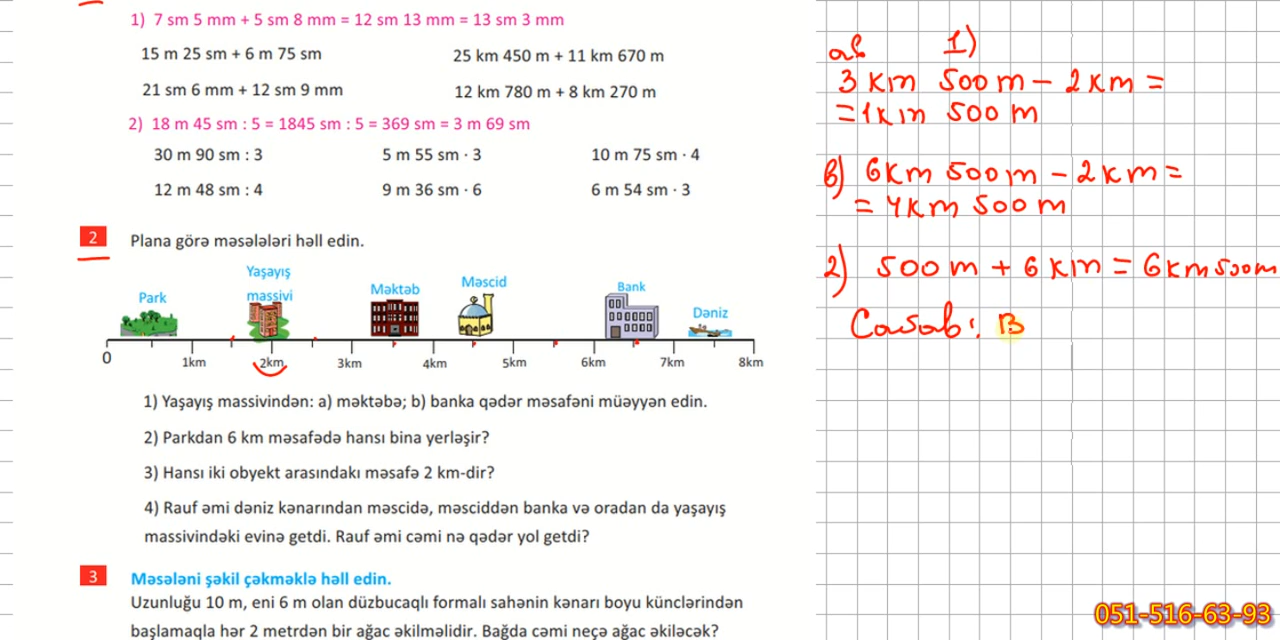 1) 7 sm 5 mm + 5 sm 8 mm = 12 sm 13 mm = 13 sm 3 mm
15 m 25 sm + 6 m 75 sm
25 km 450 m + 11 km 670 m
21 sm 6 mm + 12 sm 9 mm
12 km 780 m + 8 km 270 m
2) 18 m 45 sm : 5 = 1845 sm : 5 = 369 sm = 3 m 69 sm
30 m 90 sm : 3
5 m 55 sm · 3
10 m 75 sm · 4
12 m 48 sm : 4
9 m 36 sm · 6
6 m 54 sm · 3
2 Plana görə məsələləri həll edin.
Park
Yaşayış
massivi
Məktəb
Məscid
Bank
Dəniz
0 1km 2km 3km 4km 5km 6km 7km 8km
1) Yaşayış massivindən: a) məktəbə; b) banka qədər məsafəni müəyyən edin.
2) Parkdan 6 km məsafədə hansı bina yerləşir?
3) Hansı iki obyekt arasındakı məsafə 2 km-dir?
4) Rauf əmi dəniz kənarından məscidə, məsciddən banka və oradan da yaşayış
massivindəki evinə getdi. Rauf əmi cəmi nə qədər yol getdi?
3 Məsələni şəkil çəkməklə həll edin.
Uzunluğu 10 m, eni 6 m olan düzbucaqlı formalı sahənin kənarı boyu künclərindən
başlamaqla hər 2 metrdən bir ağac əkilməlidir. Bağda cəmi neçə ağac əkiləcək?
1)
3 km 500 m - 2 km =
= 1 km 500 m
b) 6 km 500 m - 2 km =
= 4 km 500 m
2) 500 m + 6 km = 6 km 500 m
Cavab: B
051-516-63-93